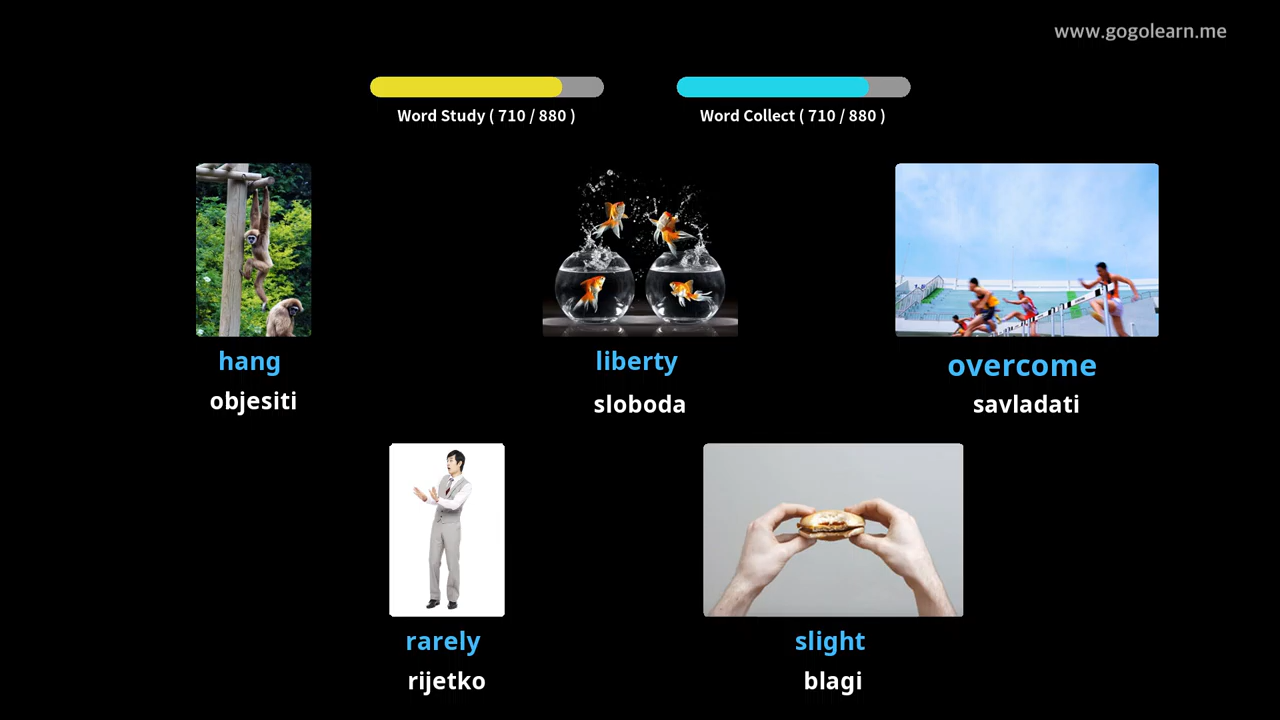 www.gogolearn.me
Word Study ( 710 / 880 )
Word Collect ( 710 / 880 )
hang
objesiti
liberty
sloboda
overcome
savladati
rarely
rijetko
slight
blagi